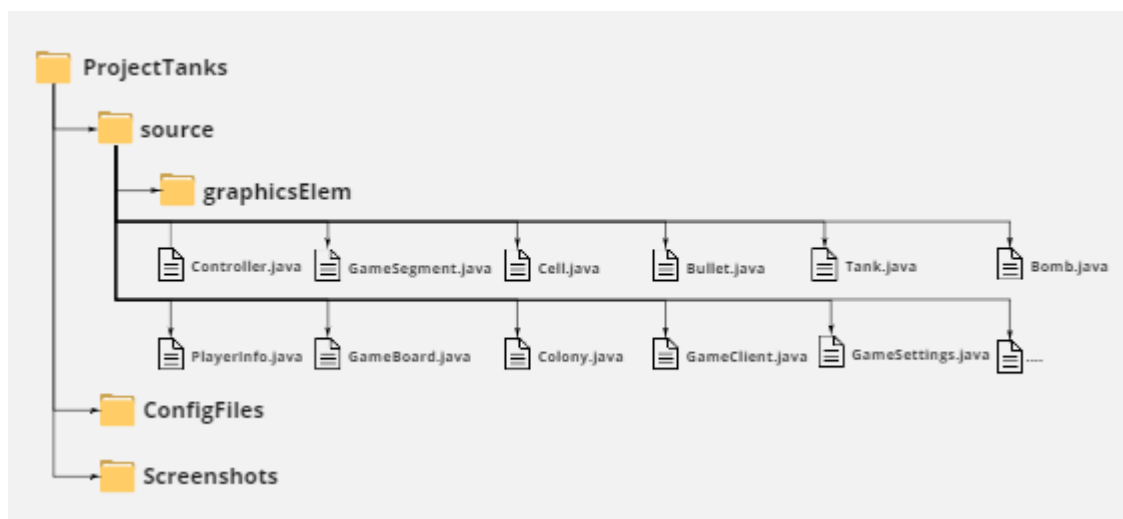 ProjectTanks
source
graphicsElem
Controller.java GameSegment.java Cell.java Bullet.java Tank.java Bomb.java
PlayerInfo.java GameBoard.java Colony.java GameClient.java GameSettings.java ....
ConfigFiles
Screenshots